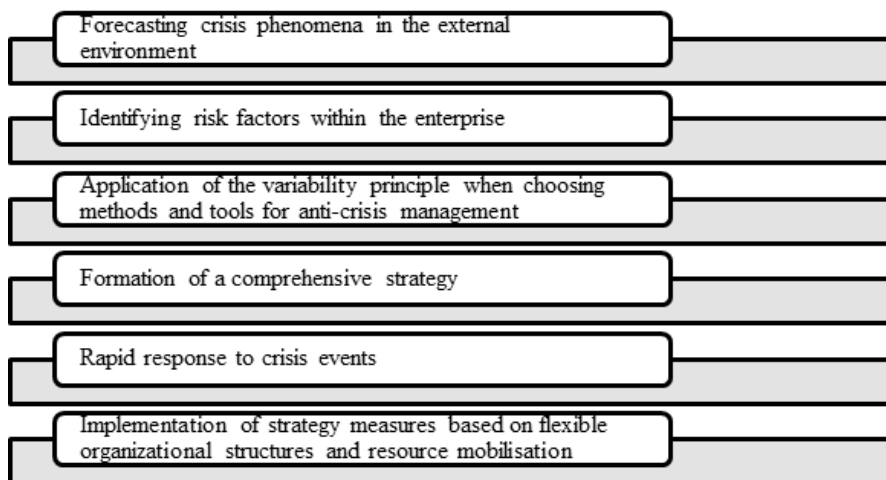 Forecasting crisis phenomena in the external
environment
Identifying risk factors within the enterprise
Application of the variability principle when choosing
methods and tools for anti-crisis management
Formation of a comprehensive strategy
Rapid response to crisis events
Implementation of strategy measures based on flexible
organizational structures and resource mobilisation